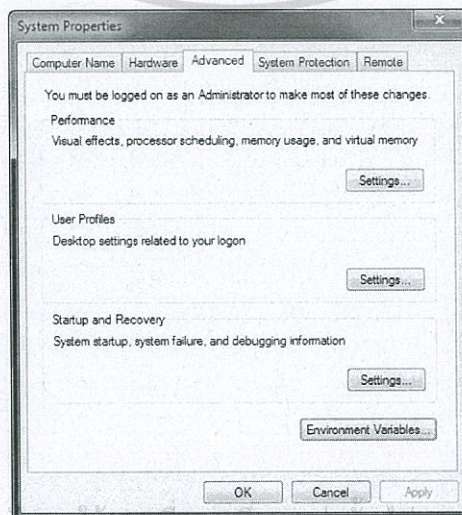 System Properties
x
Computer Name Hardware Advanced System Protection Remote
You must be logged on as an Administrator to make most of these changes.
Performance
Visual effects, processor scheduling, memory usage, and virtual memory
Settings...
User Profiles
Desktop settings related to your logon
Settings...
Startup and Recovery
System startup, system failure, and debugging information
Settings...
Environment Variables...
OK Cancel Apply